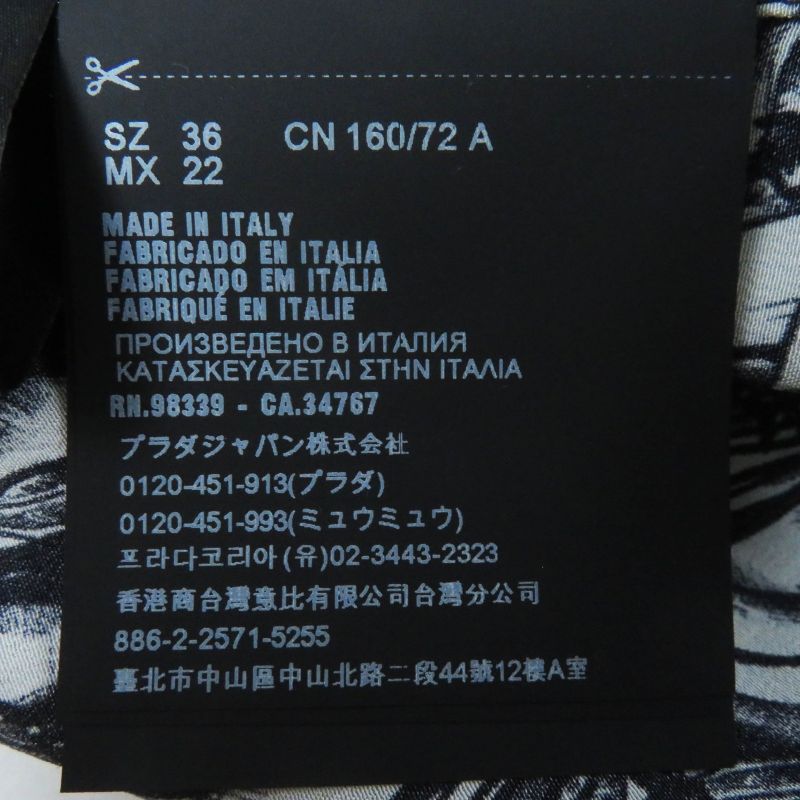 SZ 36 CN 160/72 A
MX 22
MADE IN ITALY
FABRICADO EN ITALIA
FABRICADO EM ITÁLIA
FABRIQUÉ EN ITALIE
ПРОИЗВЕДЕНО В ИТАЛИЯ
ΚΑΤΑΣΚΕΥΑΖΕΤΑΙ ΣΤΗΝ ΙΤΑΛΙΑ
RN.98339 - CA.34767
プラダジャパン株式会社
0120-451-913(プラダ)
0120-451-993(ミュウミュウ)
프라다코리아(유)02-3443-2323
香港商台灣意比有限公司台灣分公司
886-2-2571-5255
臺北市中山區中山北路二段44號12樓A室